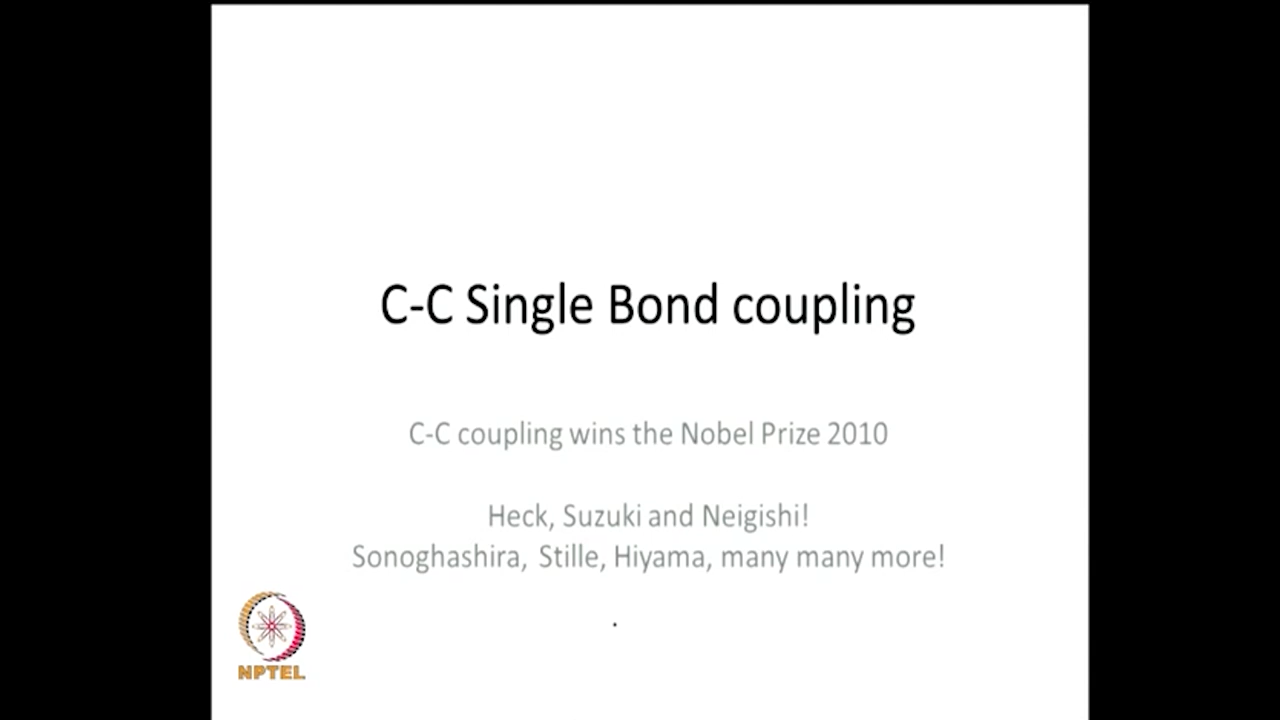 C-C Single Bond coupling
C-C coupling wins the Nobel Prize 2010
Heck, Suzuki and Neigishi!
Sonoghashira, Stille, Hiyama, many many more!
NPTEL